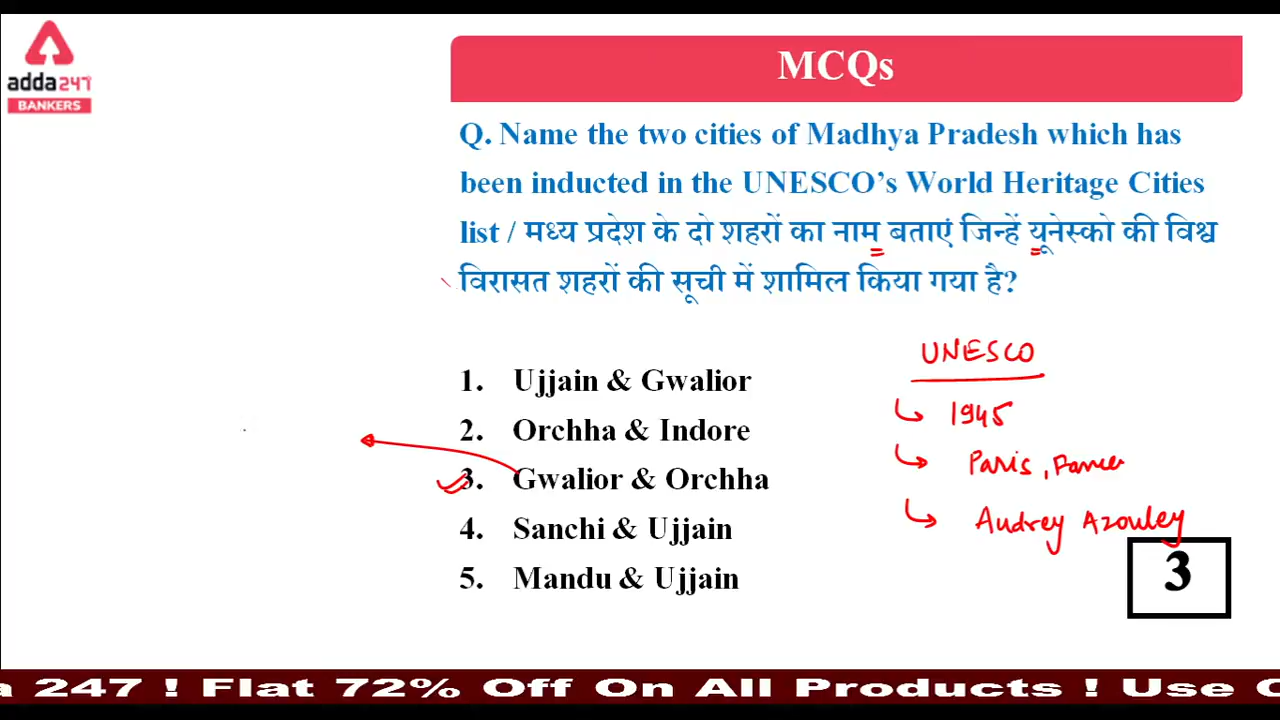 adda247
BANKERS
MCQs
Q. Name the two cities of Madhya Pradesh which has
been inducted in the UNESCO's World Heritage Cities
list / मध्य प्रदेश के दो शहरों का नाम बताएं जिन्हें यूनेस्को की विश्व
विरासत शहरों की सूची में शामिल किया गया है?
1. Ujjain & Gwalior
2. Orchha & Indore
3. Gwalior & Orchha
4. Sanchi & Ujjain
5. Mandu & Ujjain
UNESCO
1945
Paris, France
Audrey Azouley
3
a 247 ! Flat 72% Off On All Products ! Use C